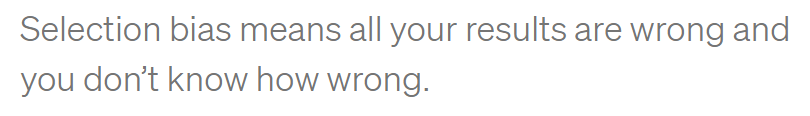 Selection bias means all your results are wrong and
you don’t know how wrong.